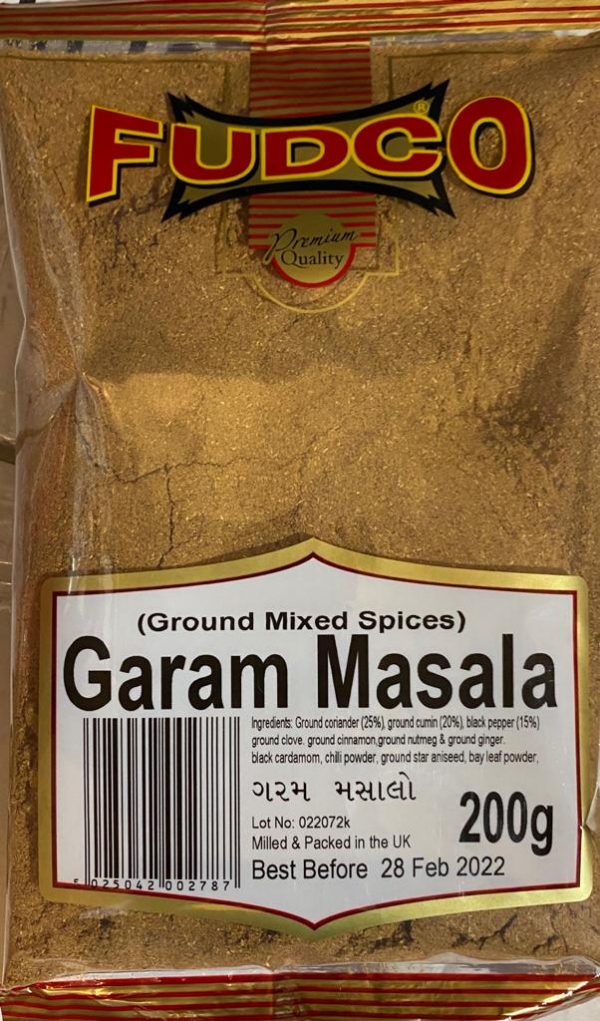 FUDCO
®
Premium
Quality
(Ground Mixed Spices)
Garam Masala
Ingredients: Ground coriander (25%), ground cumin (20%), black pepper (15%)
ground clove. ground cinnamon,ground nutmeg & ground ginger.
black cardamom, chilli powder, ground star aniseed, bay leaf powder,
ગરમ મસાલો
Lot No: 022072k
200g
Milled & Packed in the UK
Best Before 28 Feb 2022
5 025042 002787